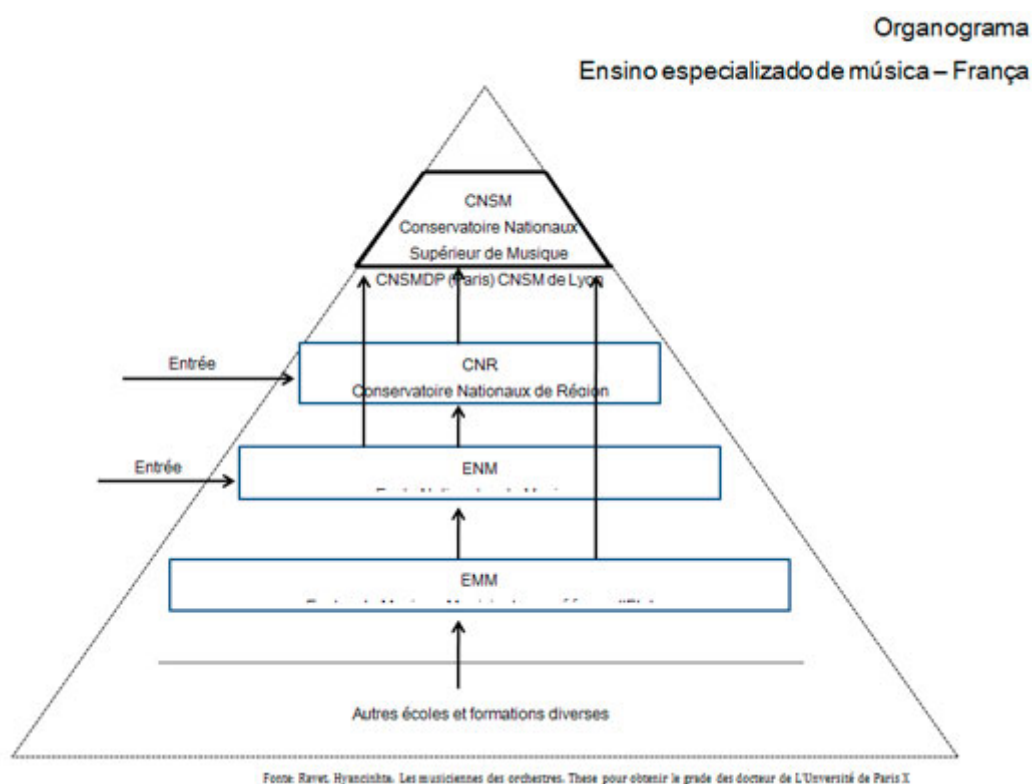 Organograma
Ensino especializado de música – França
CNSM
Conservatoire Nationaux
Supérieur de Musique
CNSMDP (Paris) CNSM de Lyon
Entrée
CNR
Conservatoire Nationaux de Région
Entrée
ENM
EMM
Autres écoles et formations diverses
Fonte: Ravet, Hyancinhte. Les musiciennes des orchestres. These pour obtenir le grade des docteur de L'Unversité de Paris X